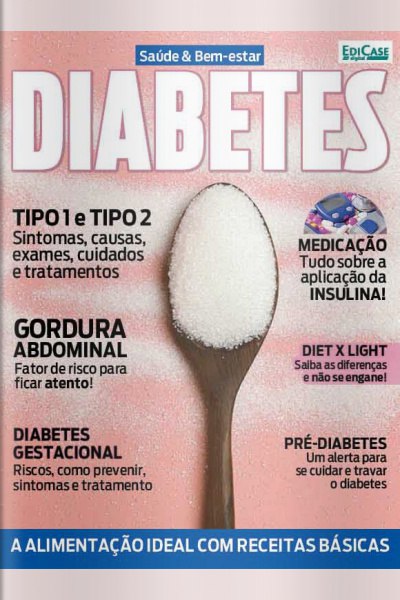 Saúde & Bem-estar
EDICASE
digital
DIABETES
TIPO 1 e TIPO 2
Sintomas, causas,
exames, cuidados
e tratamentos
MEDICAÇÃO
Tudo sobre a
aplicação da
INSULINA!
GORDURA
ABDOMINAL
Fator de risco para
ficar atento!
DIET X LIGHT
Saiba as diferenças
e não se engane!
DIABETES
GESTACIONAL
Riscos, como prevenir,
sintomas e tratamento
PRÉ-DIABETES
Um alerta para
se cuidar e travar
o diabetes
A ALIMENTAÇÃO IDEAL COM RECEITAS BÁSICAS